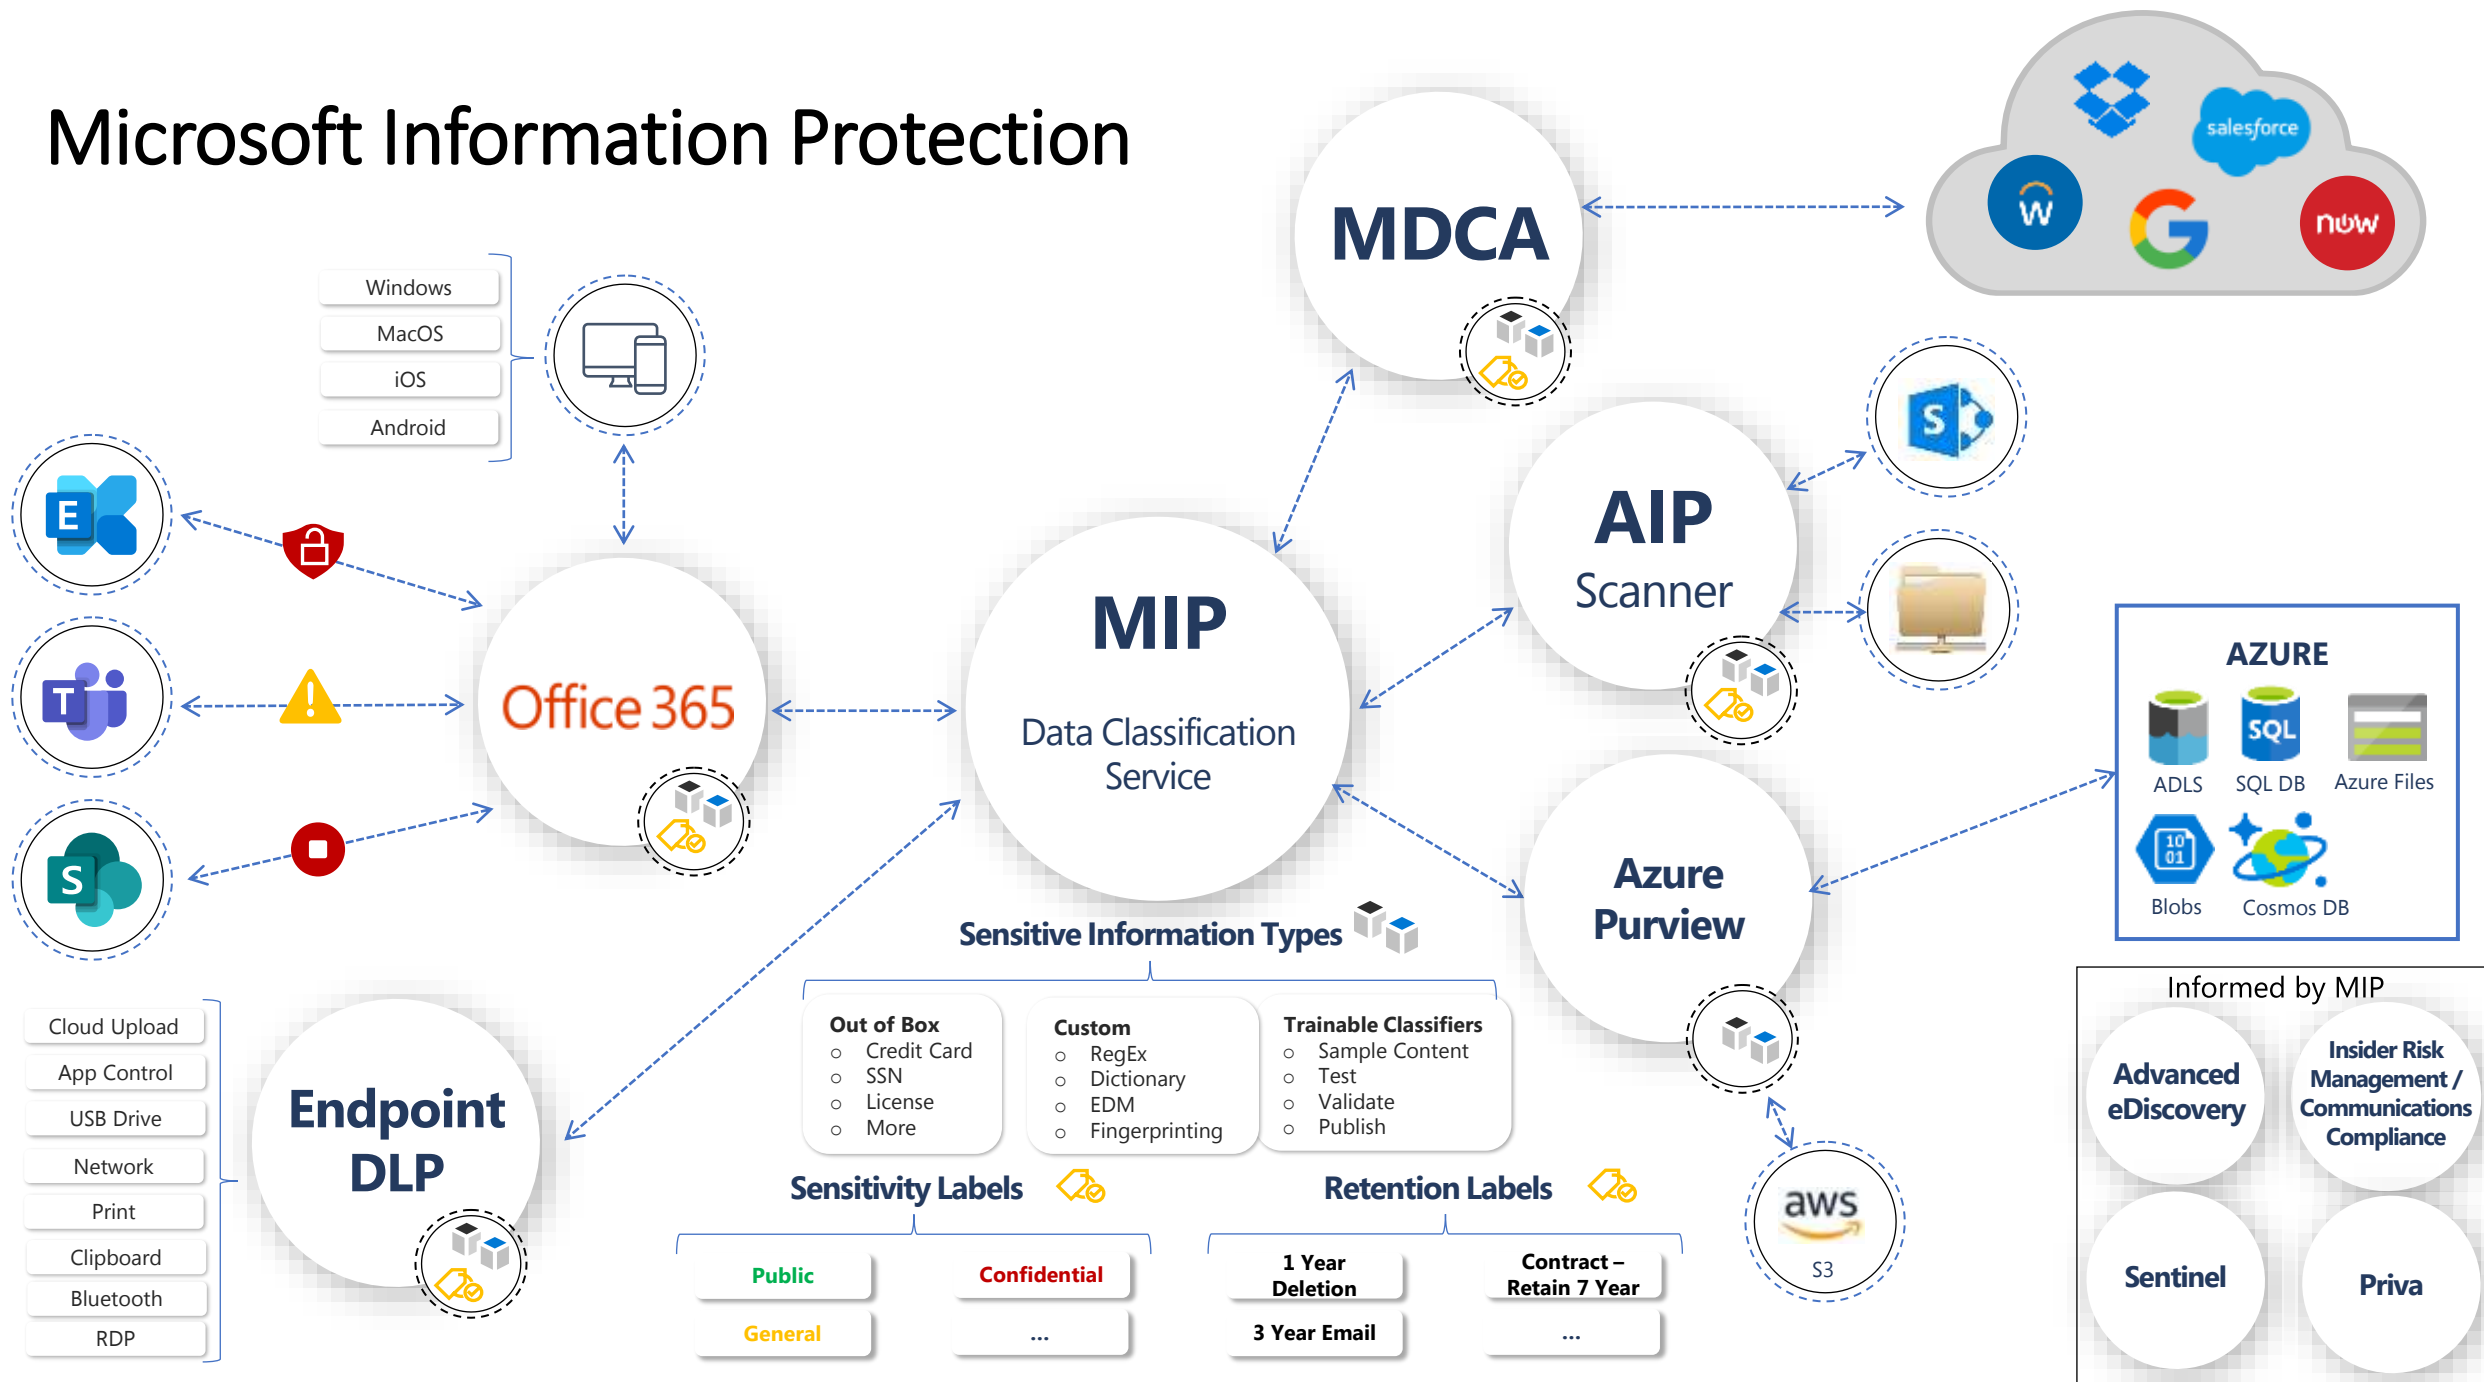 Microsoft Information Protection
MDCA
salesforce
W
G
now
Windows
MacOS
iOS
Android
E
T
S
Office 365
MIP
Data Classification
Service
AIP
Scanner
S
Azure
Purview
AZURE
SQL
ADLS
SQL DB
Azure Files
10
01
Blobs
Cosmos DB
Cloud Upload
App Control
USB Drive
Network
Print
Clipboard
Bluetooth
RDP
Endpoint
DLP
Sensitive Information Types
Out of Box
Credit Card
SSN
License
More
Custom
RegEx
Dictionary
EDM
Fingerprinting
Trainable Classifiers
Sample Content
Test
Validate
Publish
Sensitivity Labels
Public
Confidential
General
...
Retention Labels
1 Year
Deletion
Contract –
Retain 7 Year
3 Year Email
...
aws
S3
Informed by MIP
Advanced
eDiscovery
Insider Risk
Management /
Communications
Compliance
Sentinel
Priva